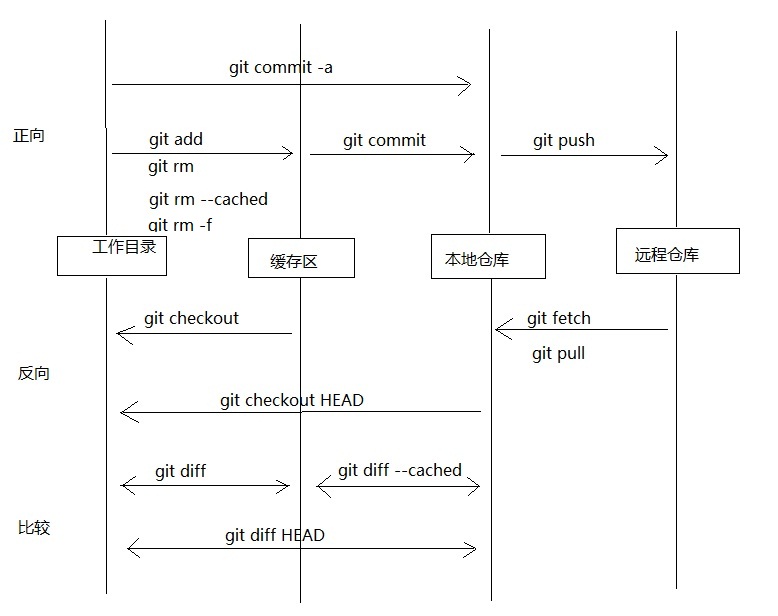 git commit -a
正向
git add
git commit
git push
git rm
git rm --cached
git rm -f
工作目录
缓存区
本地仓库
远程仓库
git checkout
git fetch
git pull
反向
git checkout HEAD
git diff
git diff --cached
比较
git diff HEAD